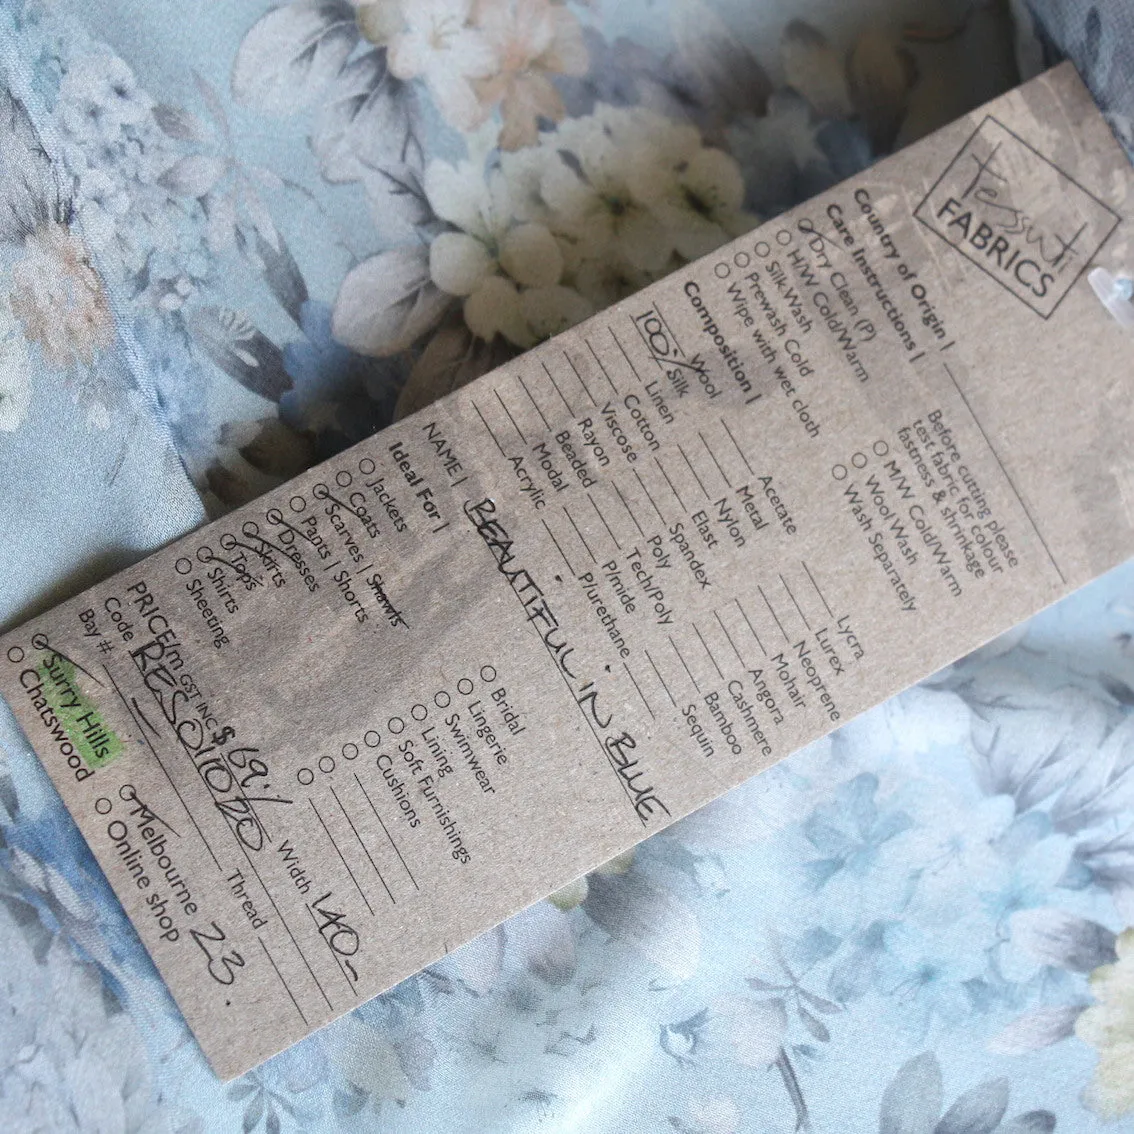 Tessuti
FABRICS
Country of Origin |
Care Instructions |
Dry Clean (P)
H/W Cold/Warm
Silk Wash
Prewash Cold
Wipe with wet cloth
Before cutting please
test fabric for colour
fastness & shrinkage
M/W Cold/Warm
Wool Wash
Wash Separately
Composition |
Wool
100% Silk
Linen
Cotton
Viscose
Rayon
Beaded
Modal
Acrylic
Acetate
Metal
Nylon
Elast
Spandex
Poly
Tech/Poly
P/mide
P/urethane
Lycra
Lurex
Neoprene
Mohair
Angora
Cashmere
Bamboo
Sequin
NAME | BEAUTIFUL IN BLUE
Ideal For |
Jackets
Coats
Scarves | Shawls
Pants | Shorts
Dresses
Skirts
Tops
Shirts
Sheeting
Bridal
Lingerie
Swimwear
Lining
Soft Furnishings
Cushions
PRICE/m GST INC $69.%
Width 140
Code
Bay #
Thread
Surry Hills
Chatswood
Melbourne 23.
Online shop